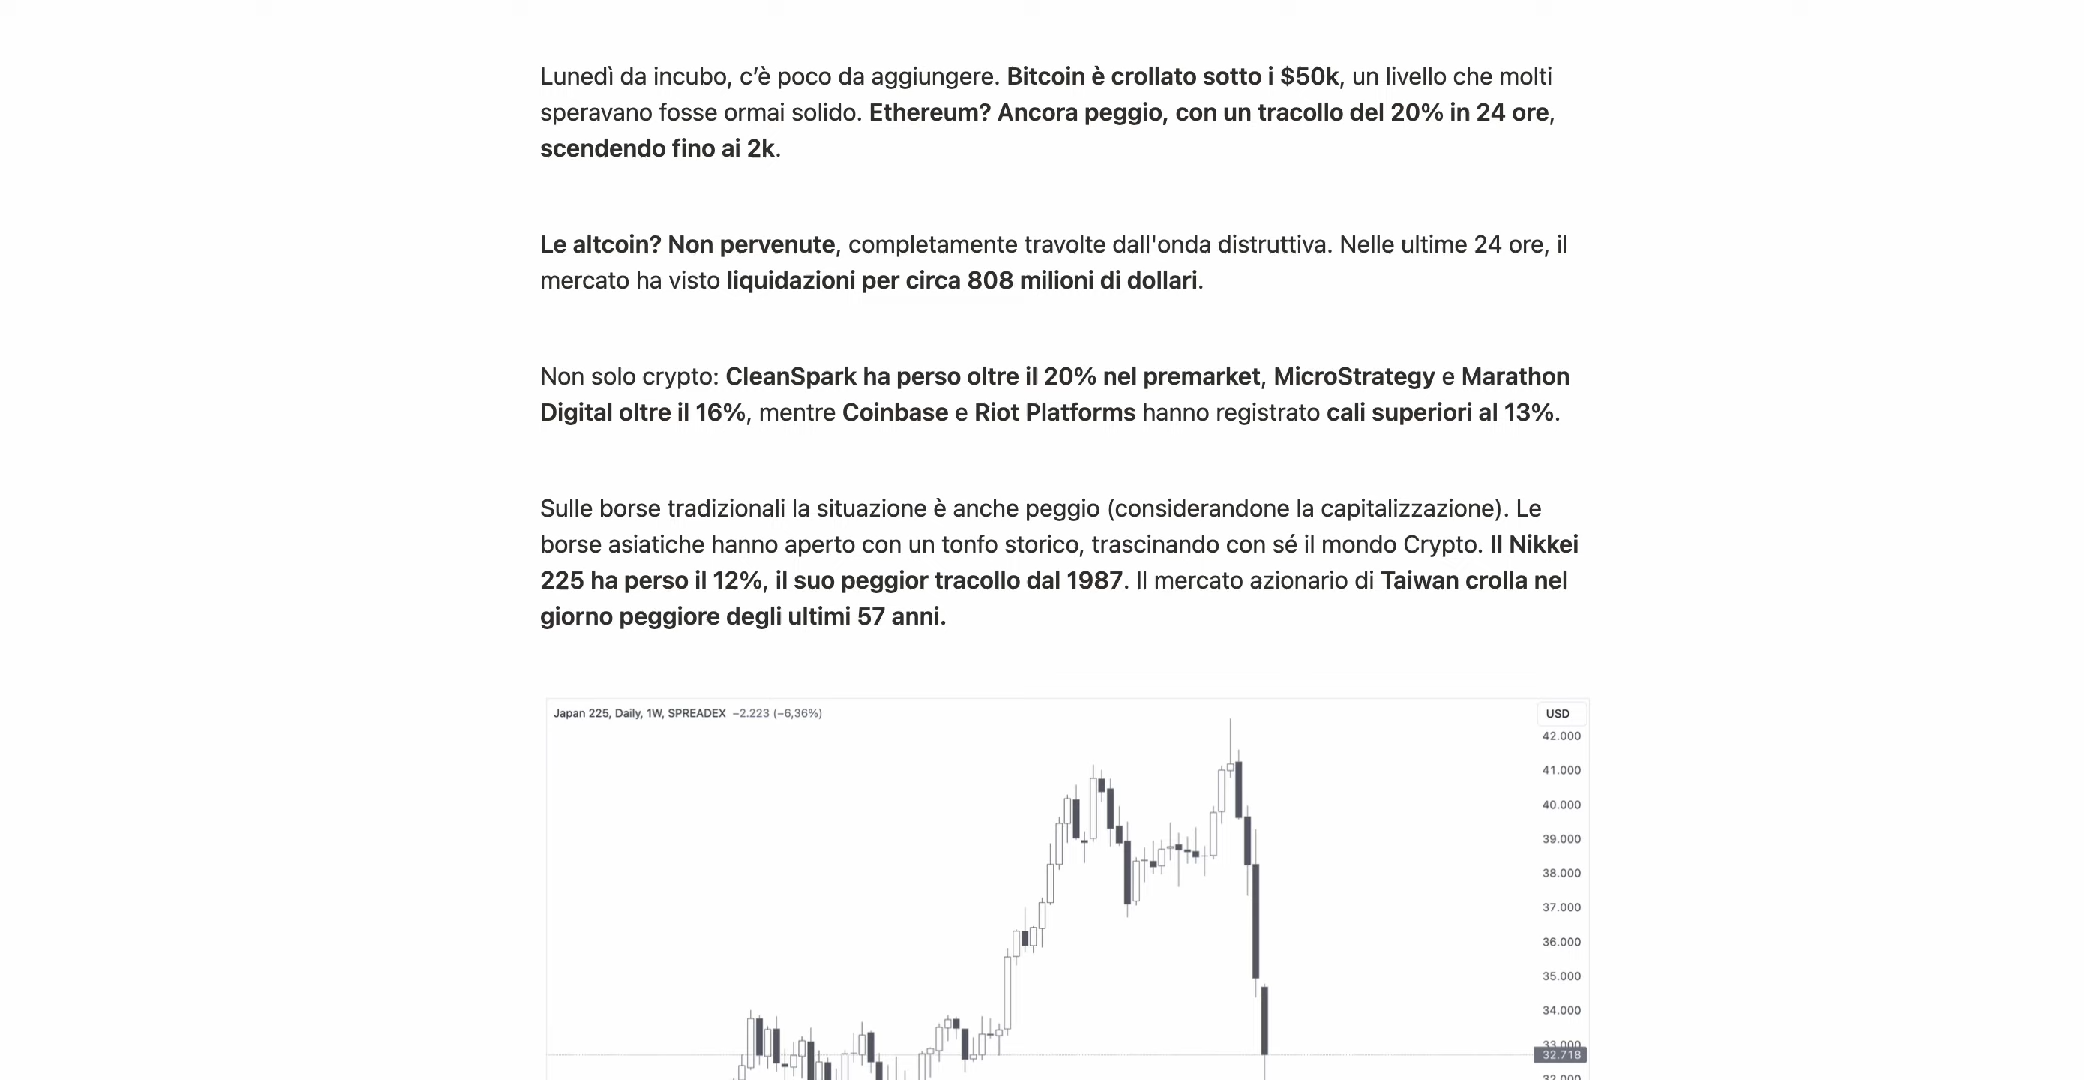 Lunedì da incubo, c’è poco da aggiungere. Bitcoin è crollato sotto i $50k, un livello che molti
speravano fosse ormai solido. Ethereum? Ancora peggio, con un tracollo del 20% in 24 ore,
scendendo fino ai 2k.
Le altcoin? Non pervenute, completamente travolte dall'onda distruttiva. Nelle ultime 24 ore, il
mercato ha visto liquidazioni per circa 808 milioni di dollari.
Non solo crypto: CleanSpark ha perso oltre il 20% nel premarket, MicroStrategy e Marathon
Digital oltre il 16%, mentre Coinbase e Riot Platforms hanno registrato cali superiori al 13%.
Sulle borse tradizionali la situazione è anche peggio (considerandone la capitalizzazione). Le
borse asiatiche hanno aperto con un tonfo storico, trascinando con sé il mondo Crypto. Il Nikkei
225 ha perso il 12%, il suo peggior tracollo dal 1987. Il mercato azionario di Taiwan crolla nel
giorno peggiore degli ultimi 57 anni.
Japan 225, Daily, 1W, SPREADEX −2.223 (−6,36%)
USD
42.000
41.000
40.000
39.000
38.000
37.000
36.000
35.000
34.000
33.000
32.718
32.000